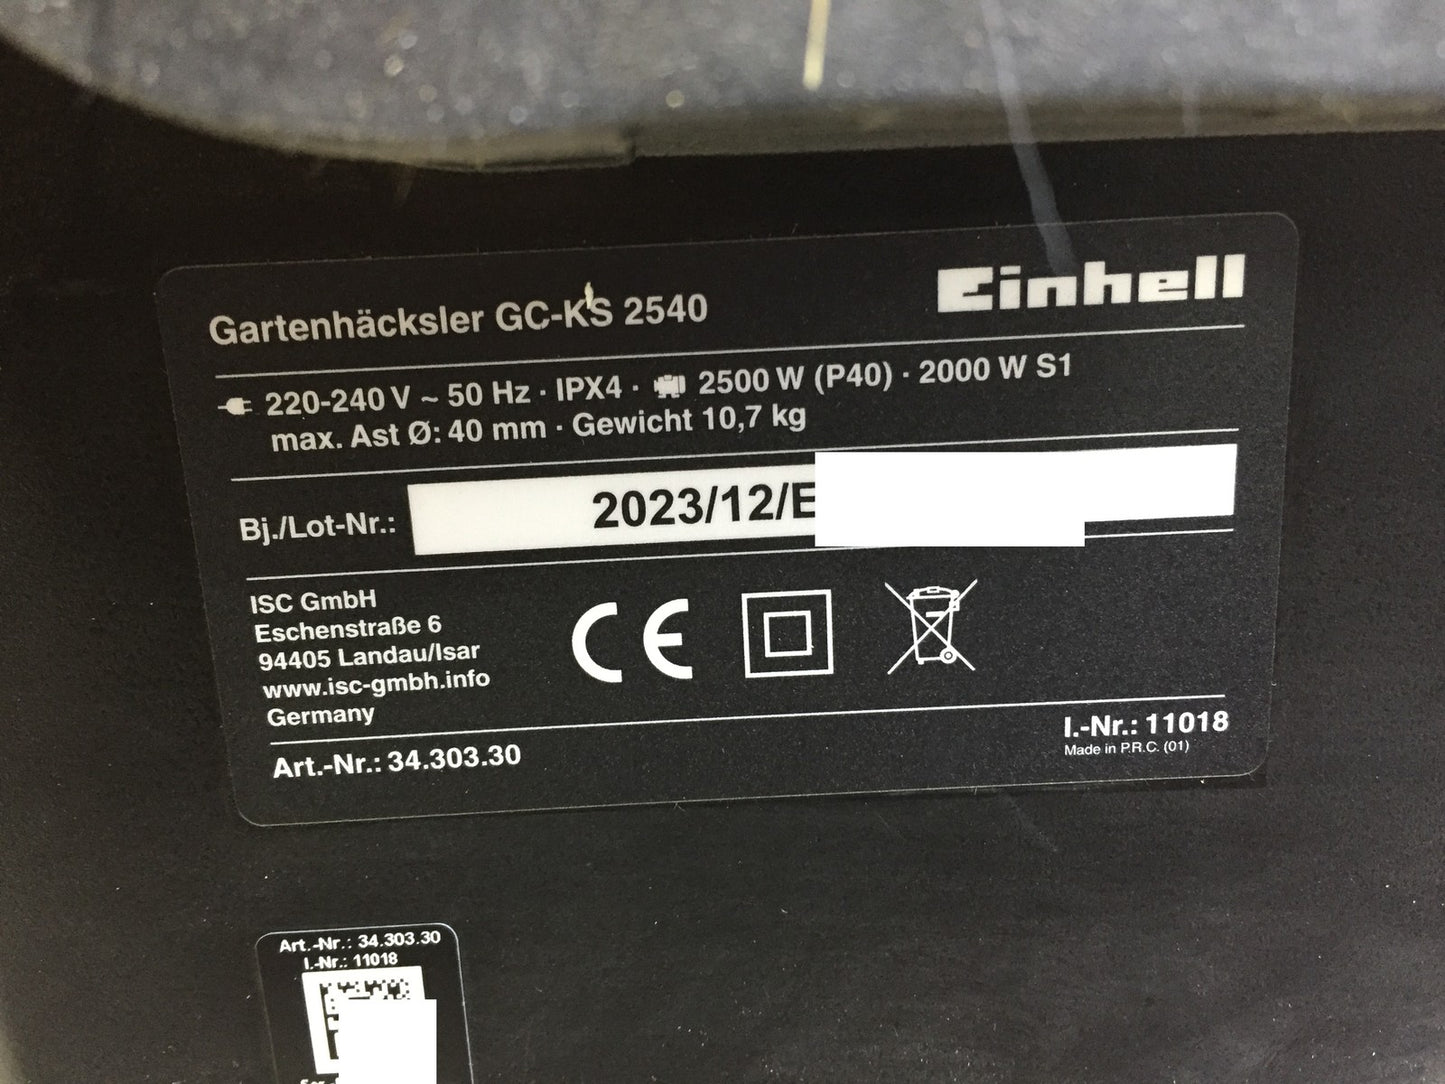 Einhell
Gartenhäcksler GC-KS 2540
220-240 V ~ 50 Hz · IPX4 · 2500 W (P40) · 2000 W S1
max. Ast Ø: 40 mm · Gewicht 10,7 kg
Bj./Lot-Nr.: 2023/12/E
ISC GmbH
Eschenstraße 6
94405 Landau/Isar
www.isc-gmbh.info
Germany
CE
Art.-Nr.: 34.303.30
I.-Nr.: 11018
Made in P.R.C. (01)
Art.-Nr.: 34.303.30
I.-Nr.: 11018